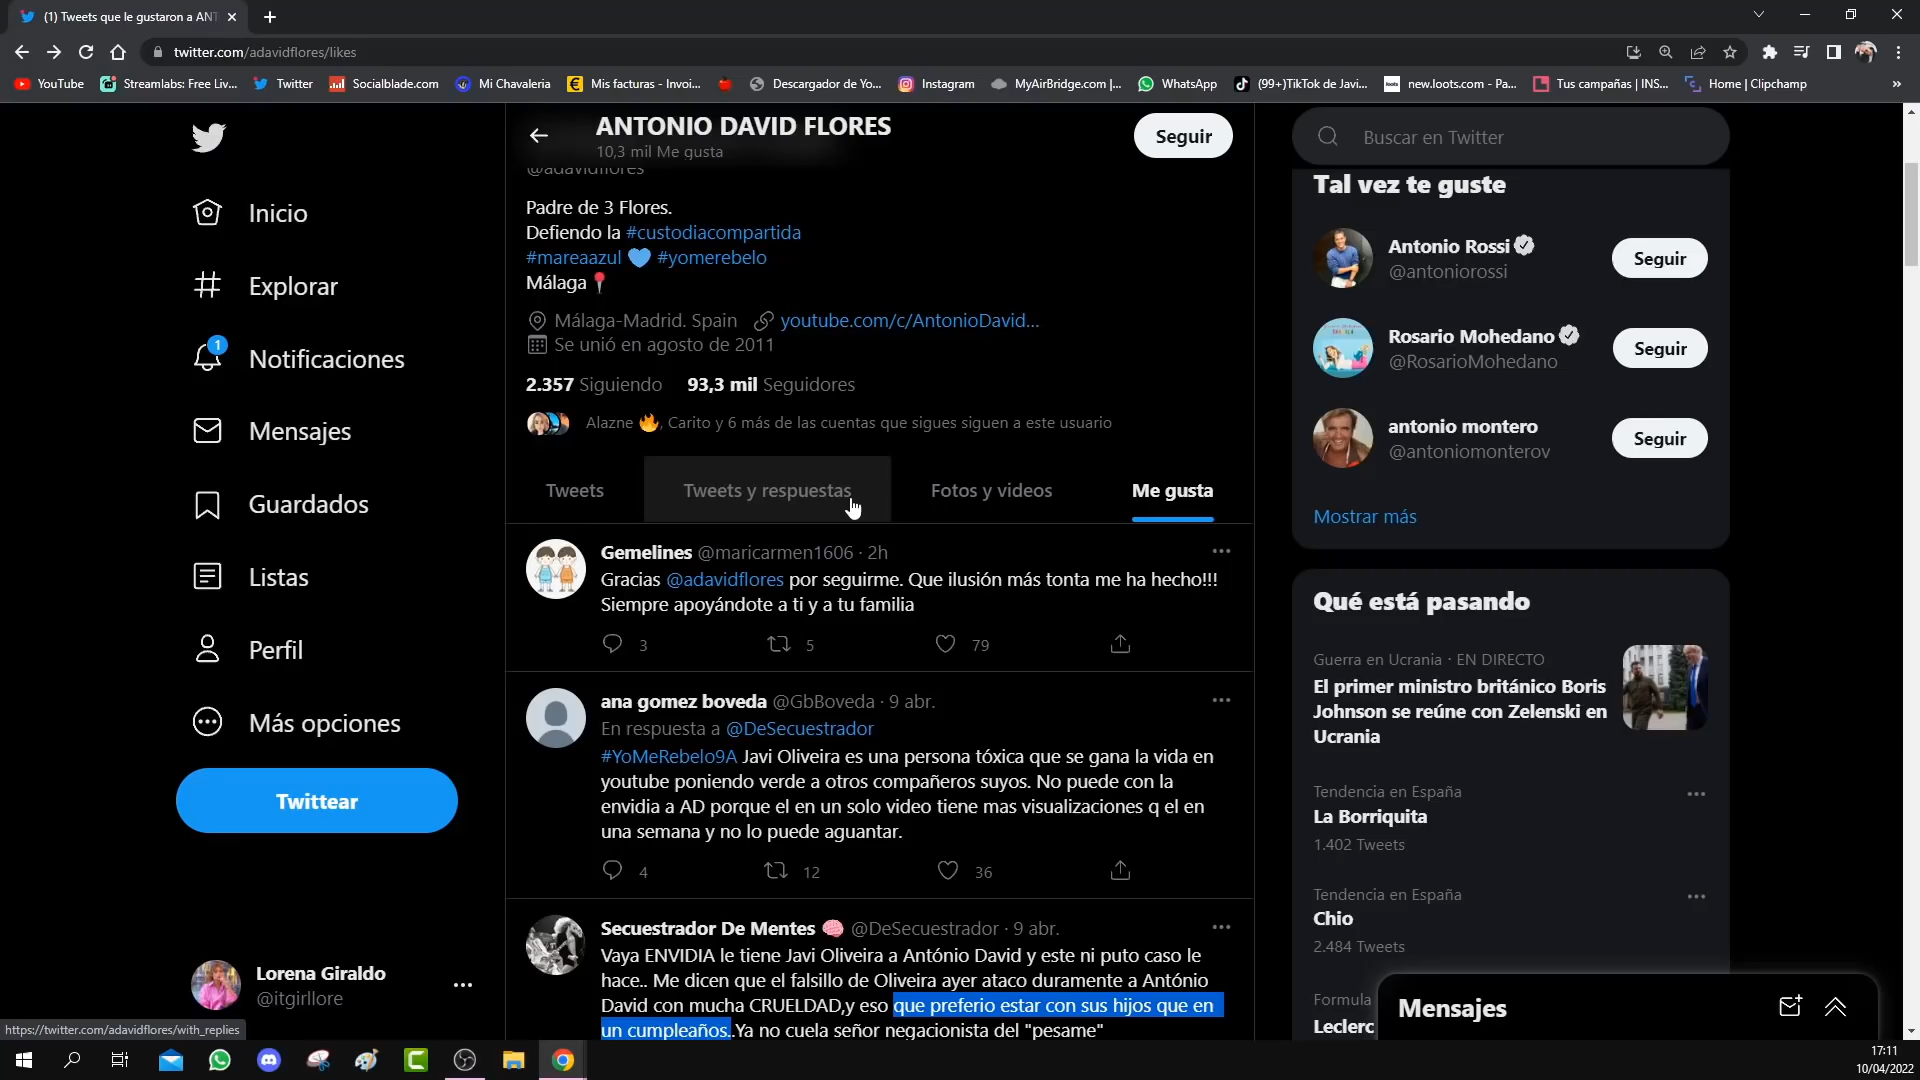 (1) Tweets que le gustaron a ANT
twitter.com/adavidflores/likes
YouTube
Streamlabs: Free Liv...
Twitter
Socialblade.com
Mi Chavaleria
Mis facturas - Invoi...
Descargador de Yo...
Instagram
MyAirBridge.com |...
WhatsApp
(99+)TikTok de Javi...
new.loots.com - Pa...
Tus campañas | INS...
Home | Clipchamp
»
Inicio
Explorar
1
Notificaciones
Mensajes
Guardados
Listas
Perfil
Más opciones
Twittear
Lorena Giraldo
@itgirllore
https://twitter.com/adavidflores/with_replies
ANTONIO DAVID FLORES
10,3 mil Me gusta
Seguir
@adavidflores
Padre de 3 Flores.
Defiendo la #custodiacompartida
#mareaazul 💙 #yomerebelo
Málaga📍
Málaga-Madrid. Spain youtube.com/c/AntonioDavid...
Se unió en agosto de 2011
2.357 Siguiendo 93,3 mil Seguidores
Alazne 🔥, Carito y 6 más de las cuentas que sigues siguen a este usuario
Tweets
Tweets y respuestas
Fotos y videos
Me gusta
Gemelines @maricarmen1606 · 2h
Gracias @adavidflores por seguirme. Que ilusión más tonta me ha hecho!!!
Siempre apoyándote a ti y a tu familia
3 5 79
ana gomez boveda @GbBoveda · 9 abr.
En respuesta a @DeSecuestrador
#YoMeRebelo9A Javi Oliveira es una persona tóxica que se gana la vida en
youtube poniendo verde a otros compañeros suyos. No puede con la
envidia a AD porque el en un solo video tiene mas visualizaciones q el en
una semana y no lo puede aguantar.
4 12 36
Secuestrador De Mentes 🧠 @DeSecuestrador · 9 abr.
Vaya ENVIDIA le tiene Javi Oliveira a António David y este ni puto caso le
hace.. Me dicen que el falsillo de Oliveira ayer ataco duramente a António
David con mucha CRUELDAD,y eso que preferio estar con sus hijos que en
un cumpleaños.Ya no cuela señor negacionista del "pesame"
Buscar en Twitter
Tal vez te guste
Antonio Rossi
@antoniorossi
Seguir
Rosario Mohedano
@RosarioMohedano
Seguir
antonio montero
@antoniomonterov
Seguir
Mostrar más
Qué está pasando
Guerra en Ucrania · EN DIRECTO
El primer ministro británico Boris
Johnson se reúne con Zelenski en
Ucrania
Tendencia en España
La Borriquita
1.402 Tweets
Tendencia en España
Chio
2.484 Tweets
Formula
Leclerc
Mensajes
17:11
10/04/2022